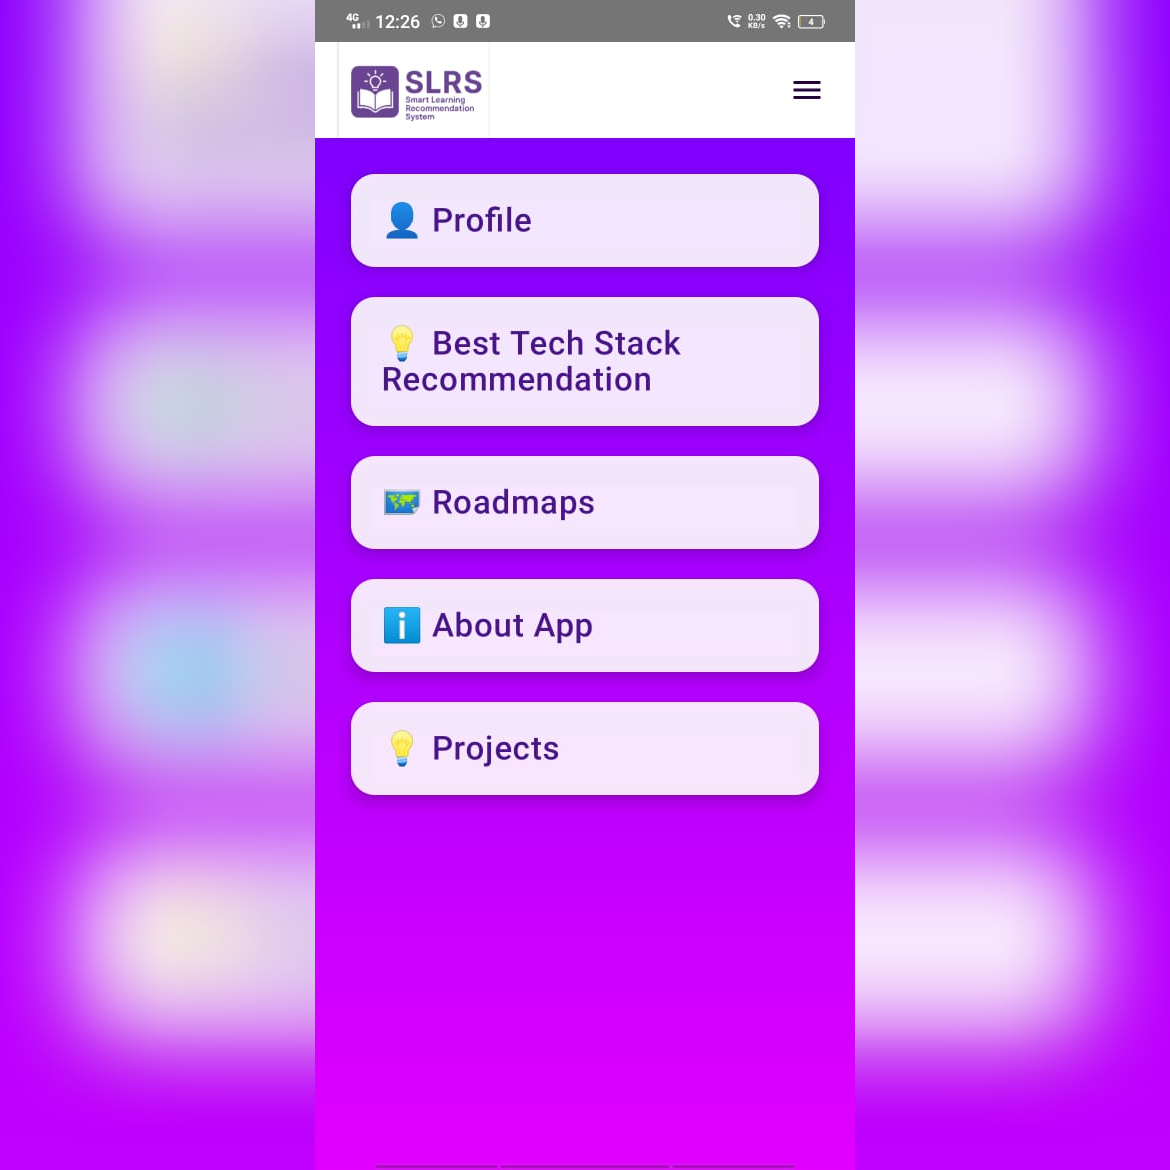 4G 12:26 0.30 KB/s 4
SLRS
Smart Learning
Recommendation
System
👤 Profile
💡 Best Tech Stack
Recommendation
🗺️ Roadmaps
ℹ️ About App
💡 Projects